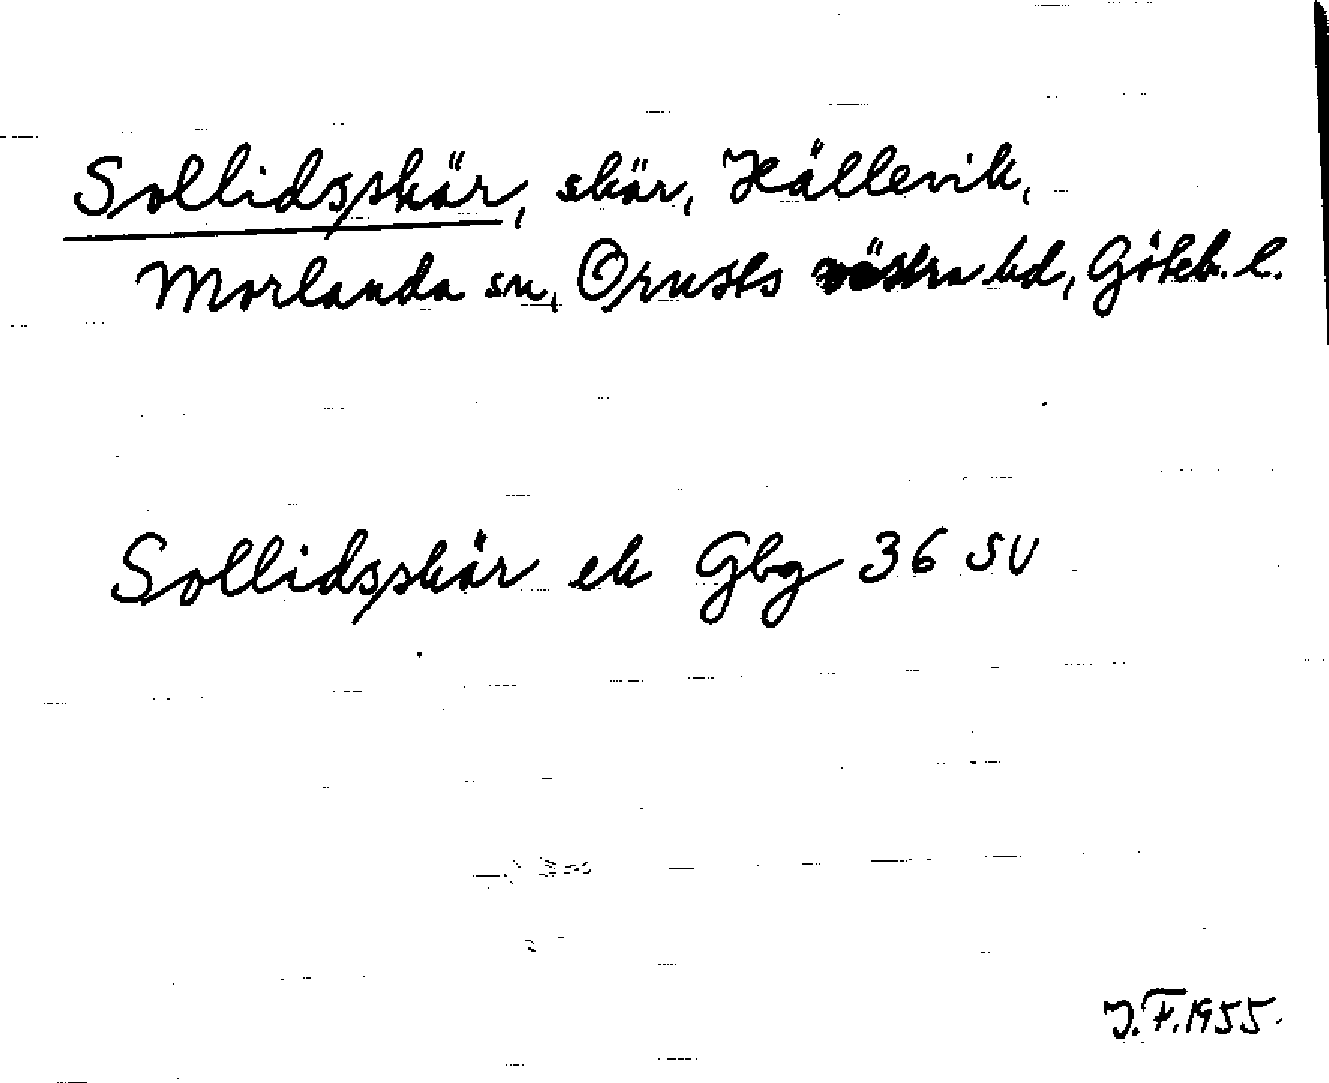 Sollidsskär, skär, Hällevik,
Morlanda sn, Orusts västra hd, Göteb. l.
Sollidsskär ek Gbg 36 SV
J.F. 1955.